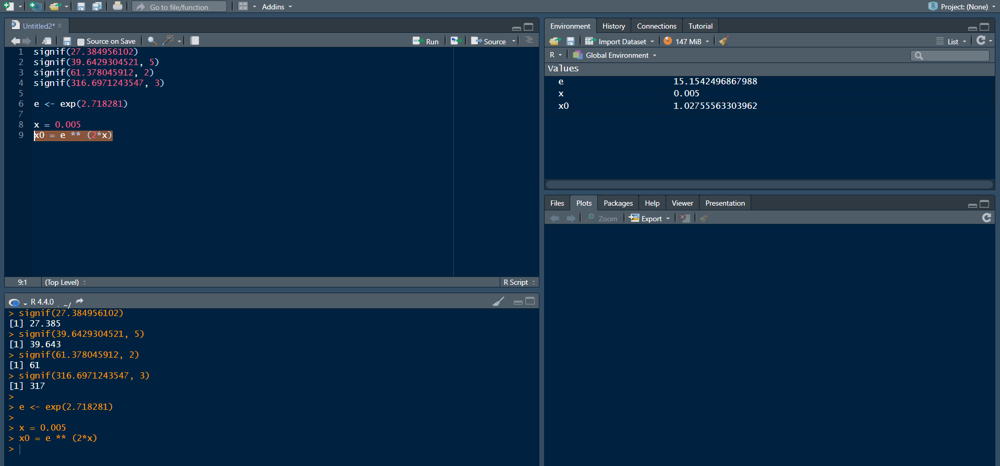 Go to file/function
Addins
Project: (None)
Untitled2*
Source on Save
Run
Source
1 signif(27.384956102)
2 signif(39.6429304521, 5)
3 signif(61.378045912, 2)
4 signif(316.6971243547, 3)
5
6 e <- exp(2.718281)
7
8 x = 0.005
9 x0 = e ** (2*x)
9:1 (Top Level) R Script
R 4.4.0 . ~/
> signif(27.384956102)
[1] 27.385
> signif(39.6429304521, 5)
[1] 39.643
> signif(61.378045912, 2)
[1] 61
> signif(316.6971243547, 3)
[1] 317
>
> e <- exp(2.718281)
>
> x = 0.005
> x0 = e ** (2*x)
>
Environment History Connections Tutorial
Import Dataset 147 MiB List
R Global Environment
Values
e 15.1542496867988
x 0.005
x0 1.02755563303962
Files Plots Packages Help Viewer Presentation
Zoom Export